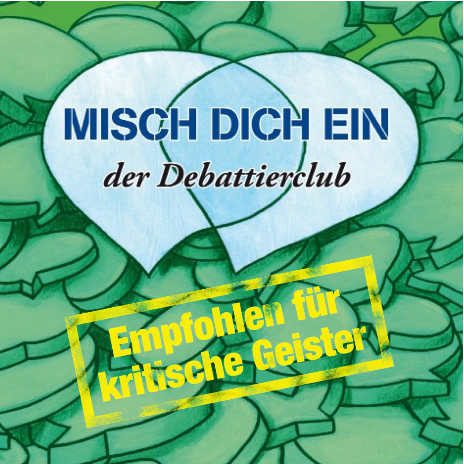 MISCH DICH EIN
der Debattierclub
Empfohlen für
kritische Geister